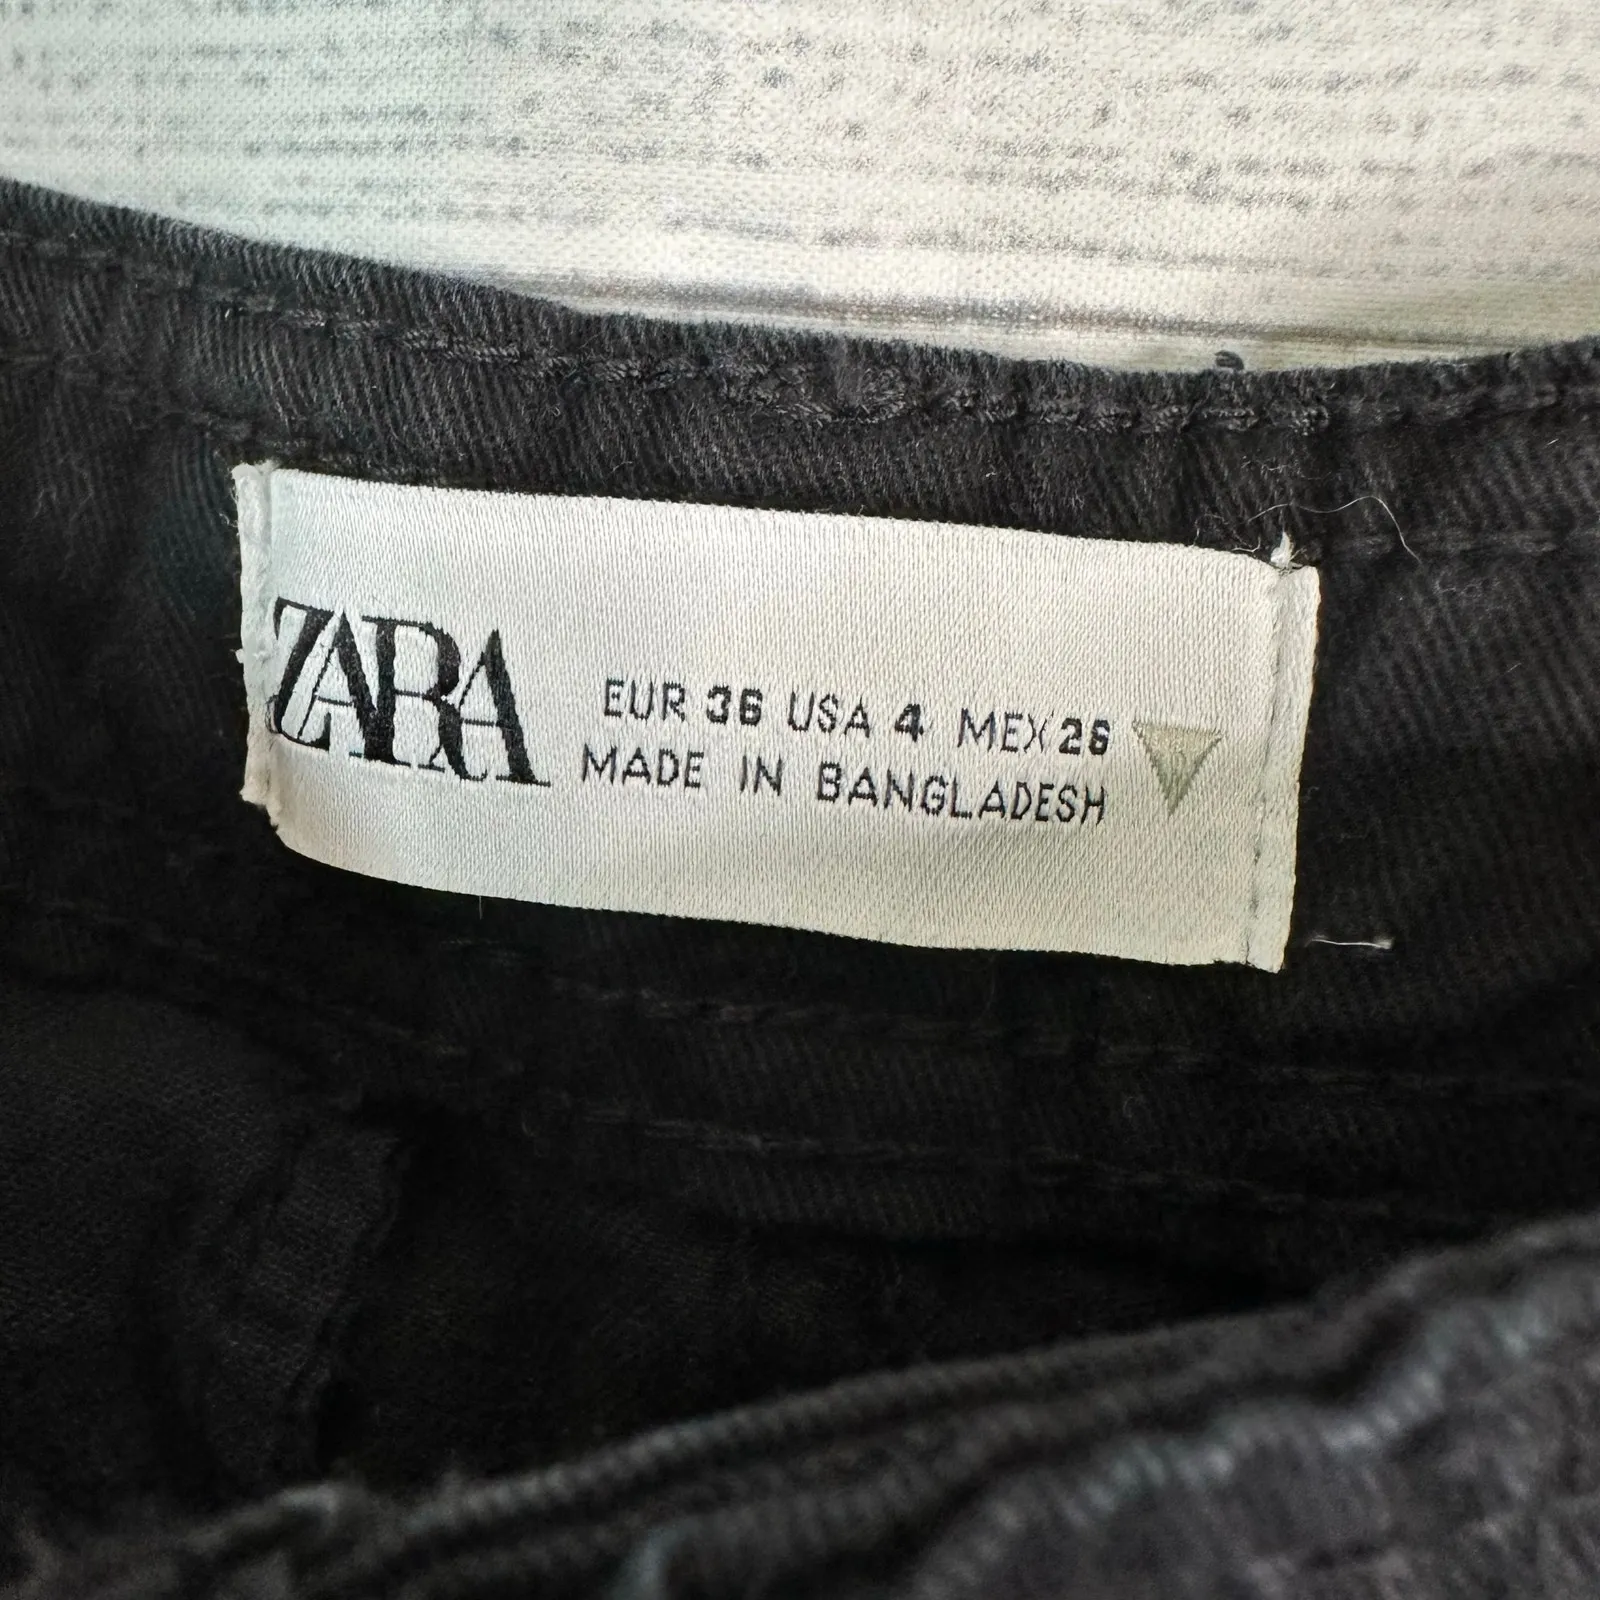 ZARA
EUR 36 USA 4 MEX 26
MADE IN BANGLADESH